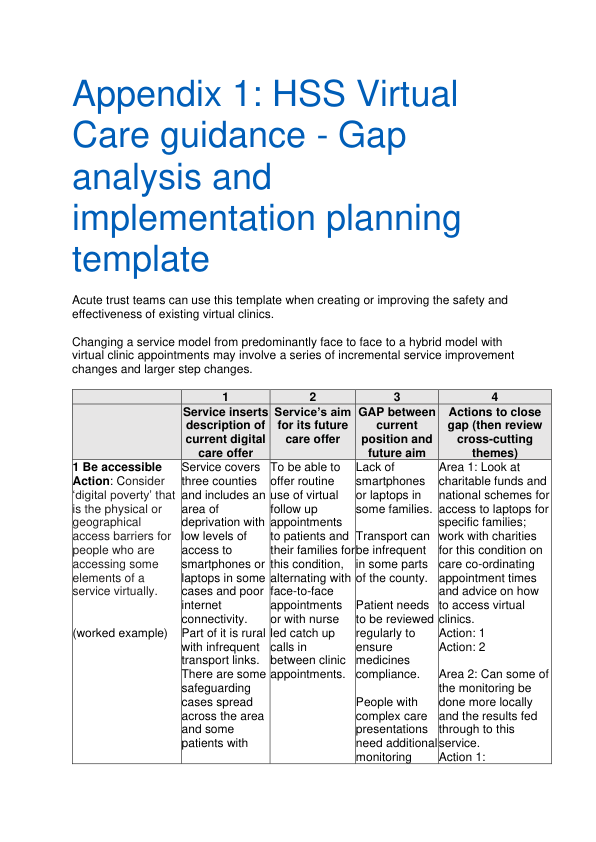 Appendix 1: HSS Virtual
Care guidance - Gap
analysis and
implementation planning
template
Acute trust teams can use this template when creating or improving the safety and
effectiveness of existing virtual clinics.
Changing a service model from predominantly face to face to a hybrid model with
virtual clinic appointments may involve a series of incremental service improvement
changes and larger step changes.
1
2
3
4
Service inserts
description of
current digital
care offer
Service’s aim
for its future
care offer
GAP between
current
position and
future aim
Actions to close
gap (then review
cross-cutting
themes)
1 Be accessible
Action: Consider
‘digital poverty’ that
is the physical or
geographical
access barriers for
people who are
accessing some
elements of a
service virtually.
(worked example)
Service covers
three counties
and includes an
area of
deprivation with
low levels of
access to
smartphones or
laptops in some
cases and poor
internet
connectivity.
Part of it is rural
with infrequent
transport links.
There are some
safeguarding
cases spread
across the area
and some
patients with
To be able to
offer routine
use of virtual
follow up
appointments
to patients and
their families for
this condition,
alternating with
face-to-face
appointments
or with nurse
led catch up
calls in
between clinic
appointments.
Lack of
smartphones
or laptops in
some families.
Transport can
be infrequent
in some parts
of the county.
Patient needs
to be reviewed
regularly to
ensure
medicines
compliance.
People with
complex care
presentations
need additional
monitoring
Area 1: Look at
charitable funds and
national schemes for
access to laptops for
specific families;
work with charities
for this condition on
care co-ordinating
appointment times
and advice on how
to access virtual
clinics.
Action: 1
Action: 2
Area 2: Can some of
the monitoring be
done more locally
and the results fed
through to this
service.
Action 1: